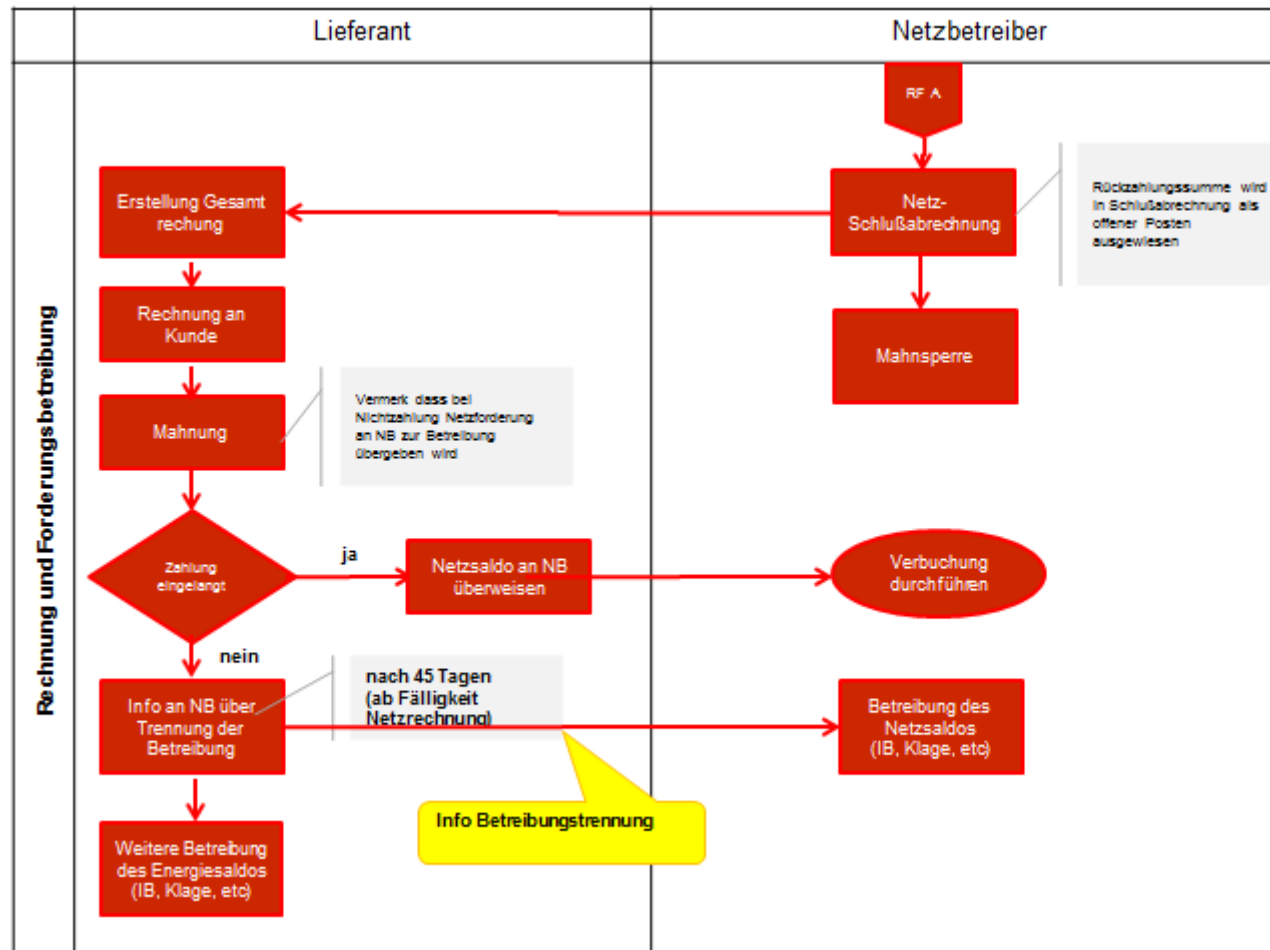 Lieferant
Netzbetreiber
Rechnung und Forderungsbetreibung
RF A
Netz-
Schlußabrechnung
Rückzahlungssumme wird
in Schlußabrechnung als
offener Posten
ausgewiesen
Erstellung Gesamt
rechung
Rechnung an
Kunde
Mahnsperre
Mahnung
Vermerk dass bei
Nichtzahlung Netzforderung
an NB zur Betreibung
übergeben wird
Zahlung
eingelangt
ja
Netzsaldo an NB
überweisen
Verbuchung
durchführen
nein
Info an NB über
Trennung der
Betreibung
nach 45 Tagen
(ab Fälligkeit
Netzrechnung)
Betreibung des
Netzsaldos
(IB, Klage, etc)
Info Betreibungstrennung
Weitere Betreibung
des Energiesaldos
(IB, Klage, etc)